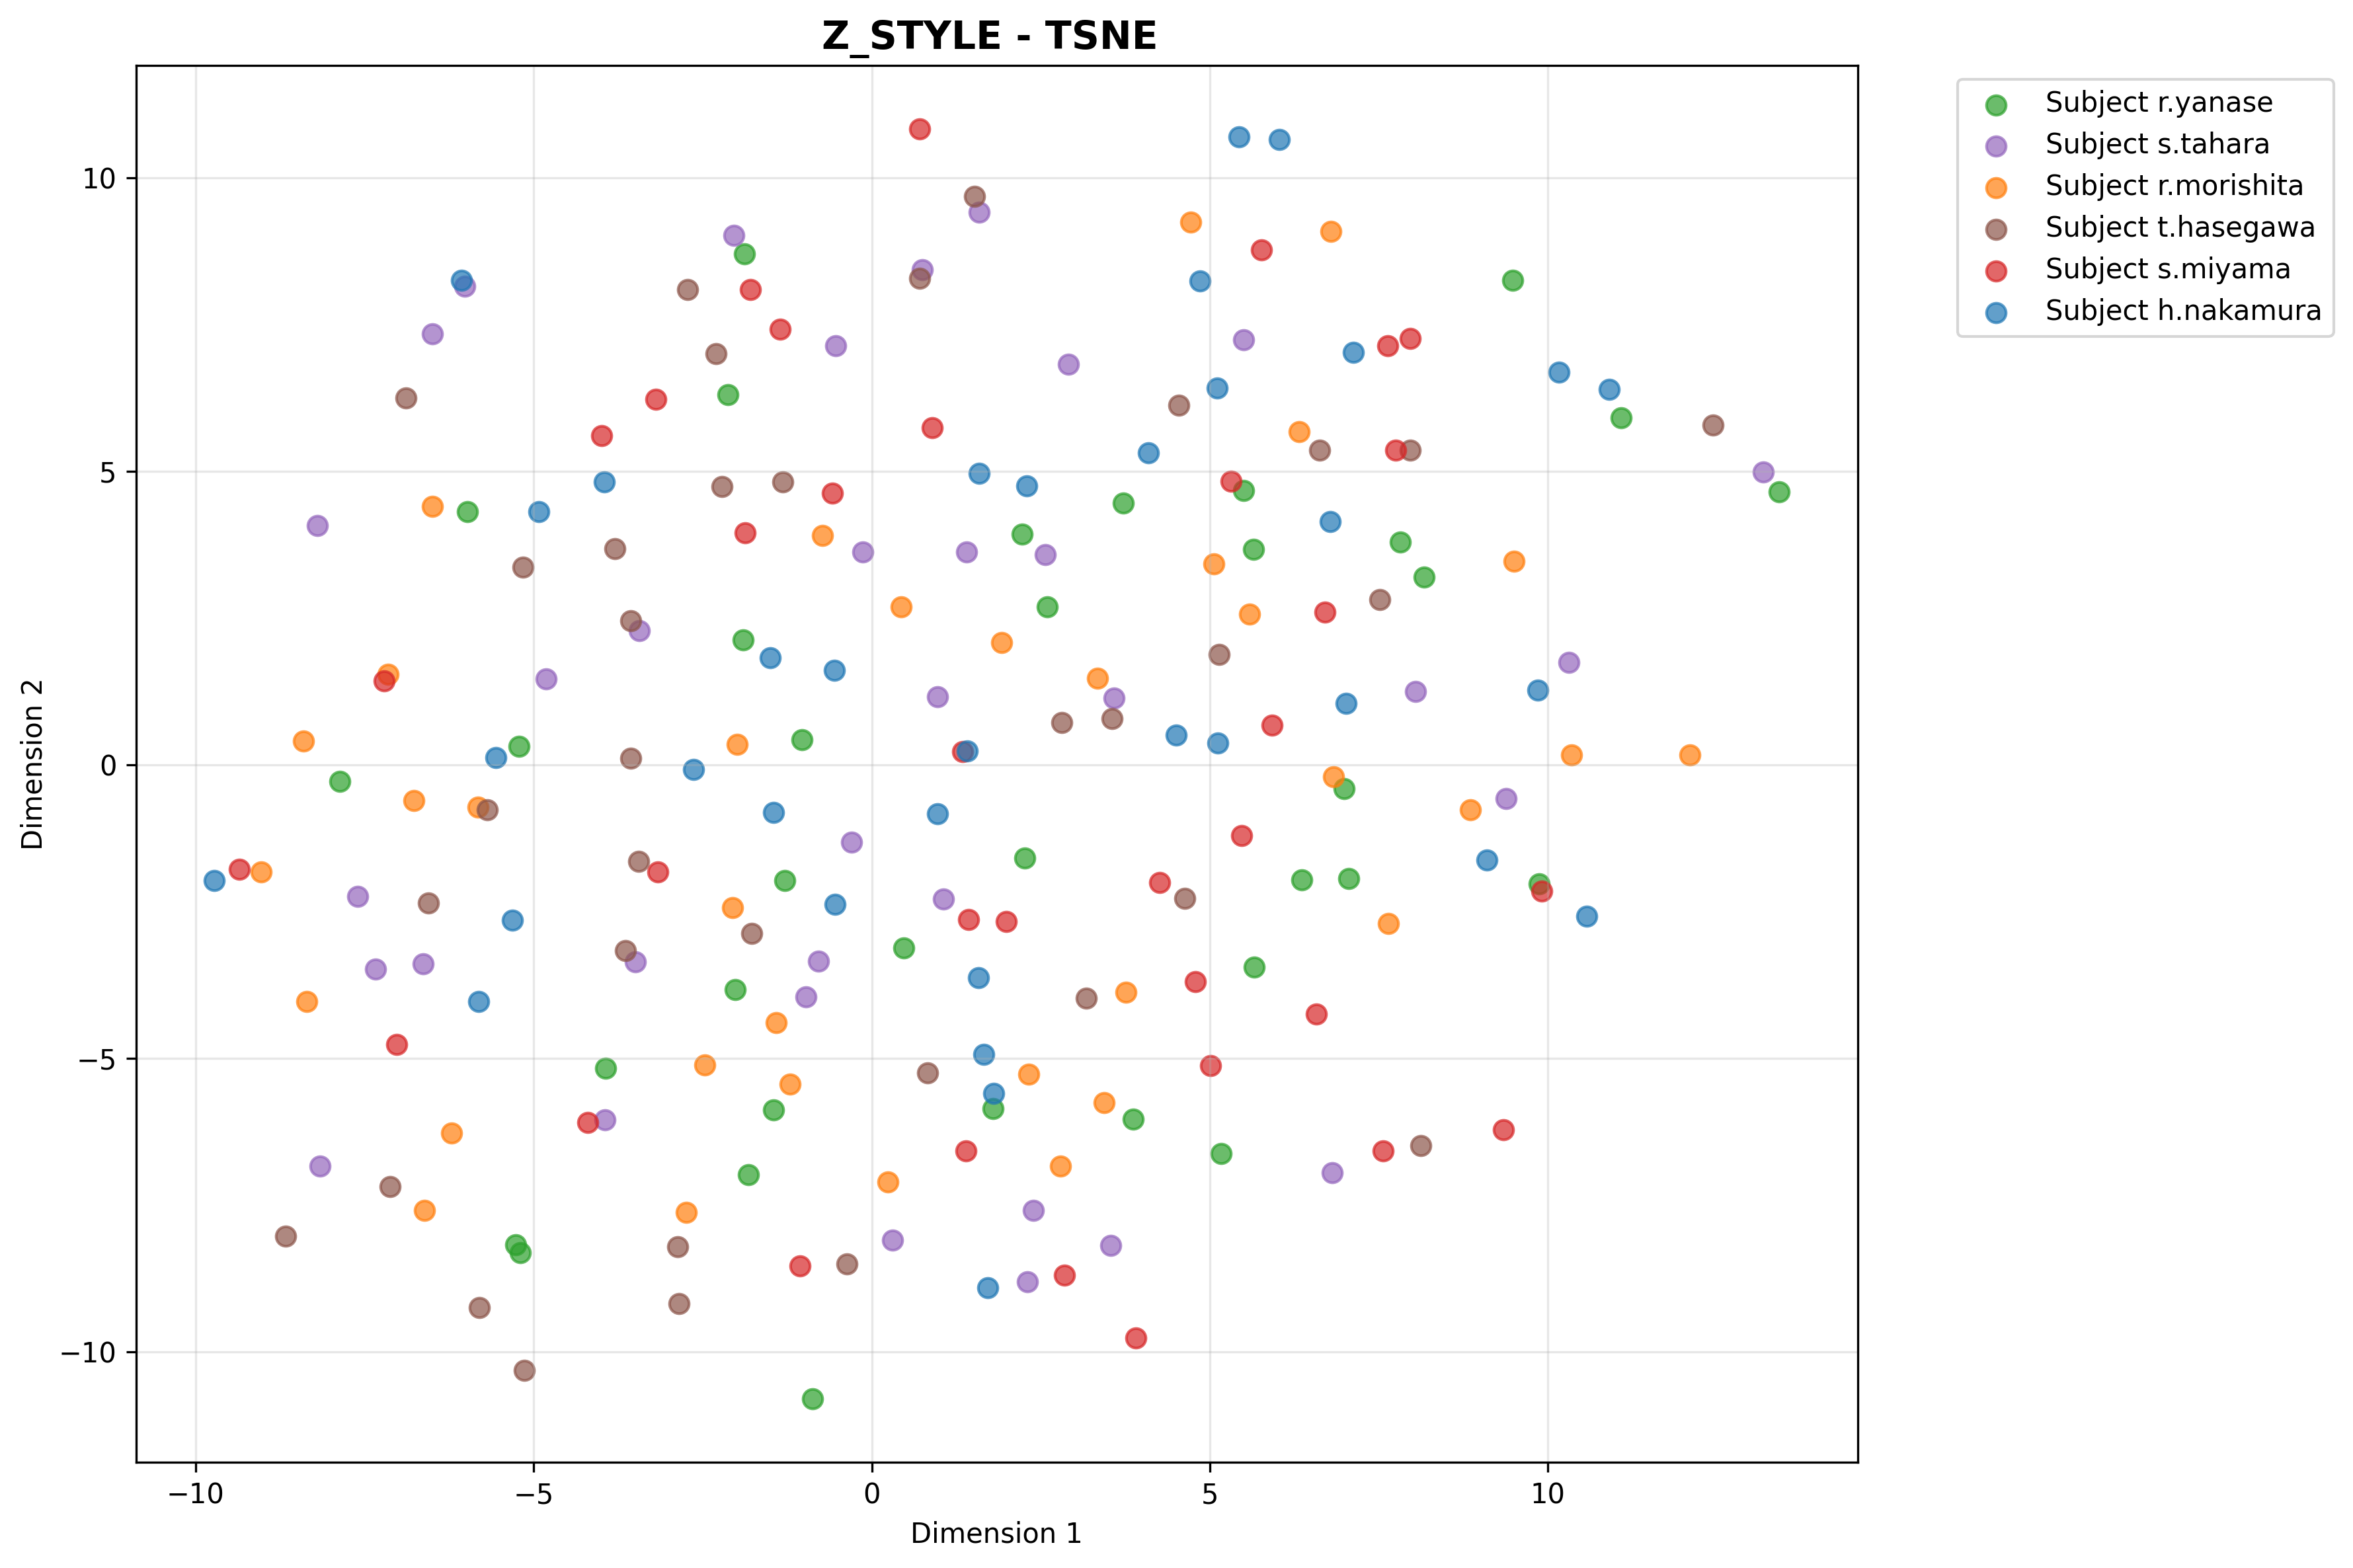 Z_STYLE - TSNE
Subject r.yanase
Subject s.tahara
Subject r.morishita
Subject t.hasegawa
Subject s.miyama
Subject h.nakamura
Dimension 2
10
5
0
−5
−10
−10
−5
0
5
10
Dimension 1